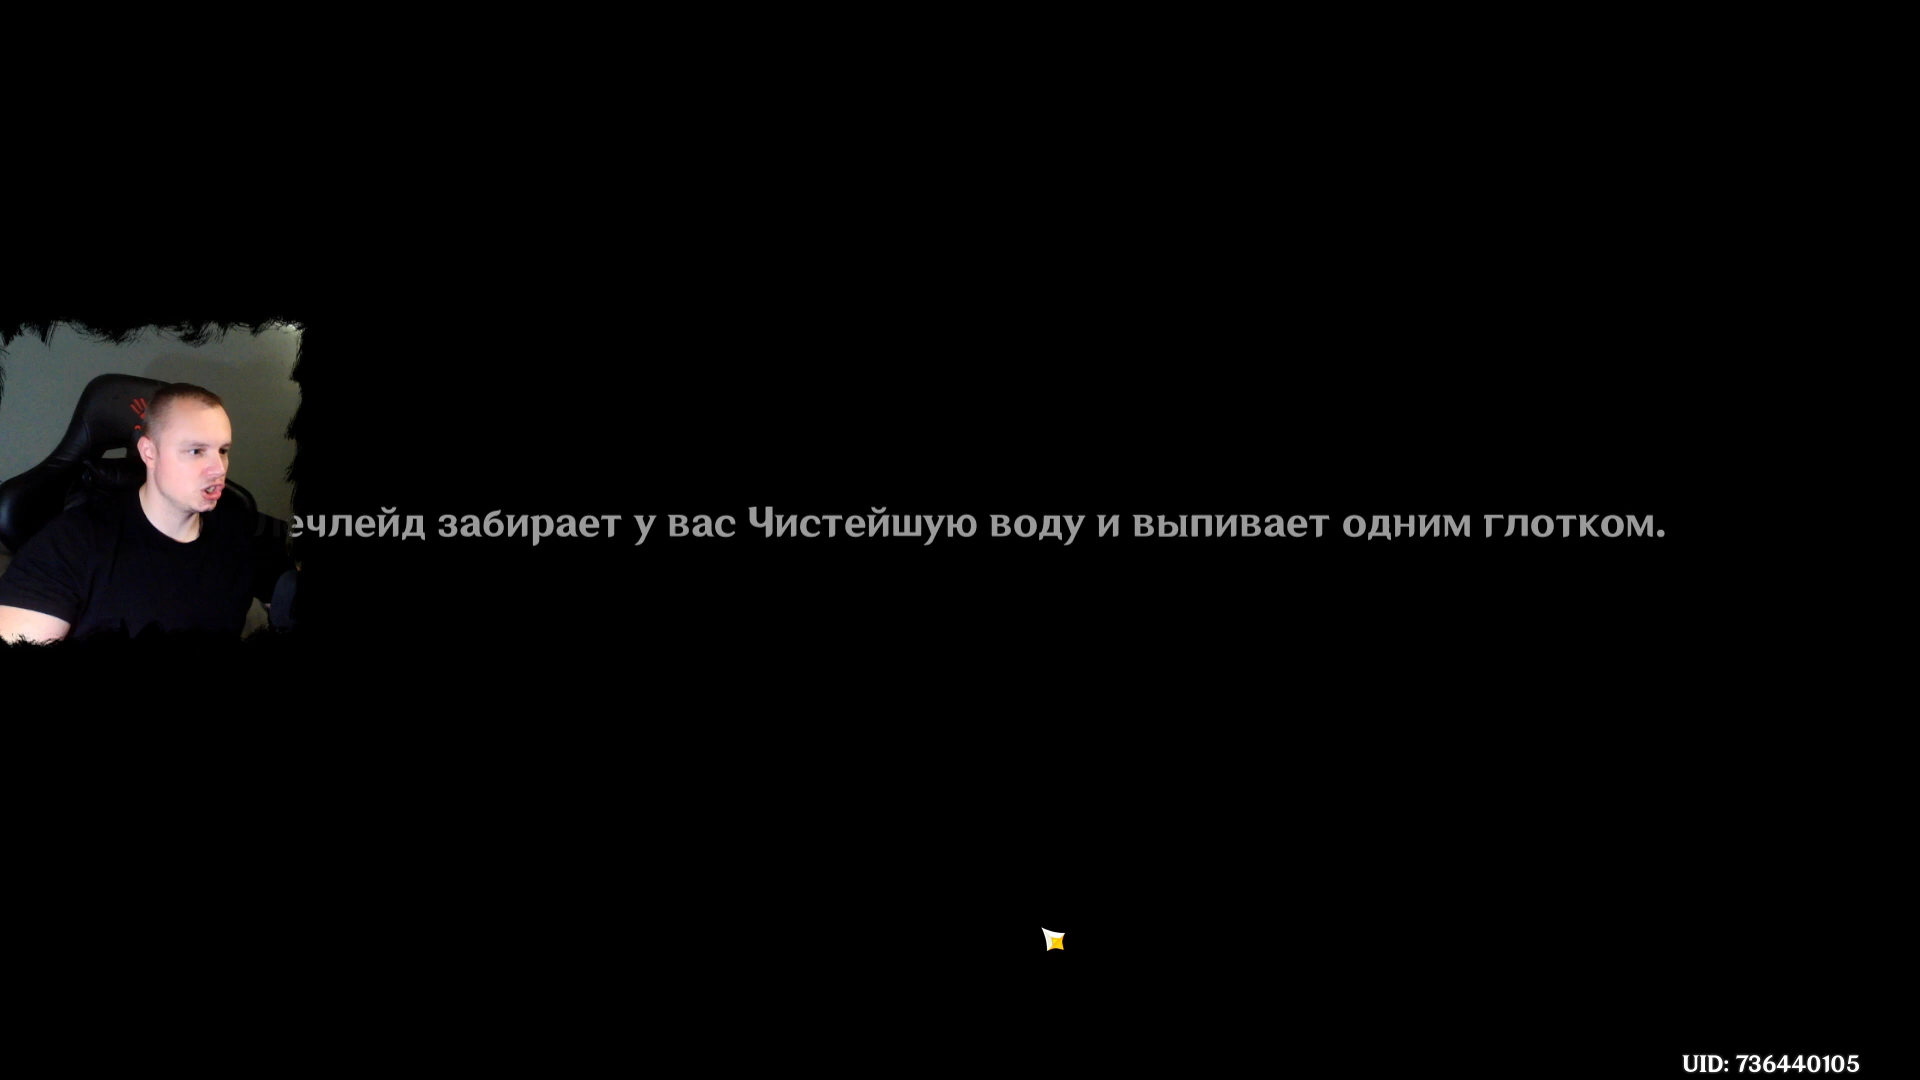 забирает у вас Чистейшую воду и выпивает одним глотком.
UID: 736440105